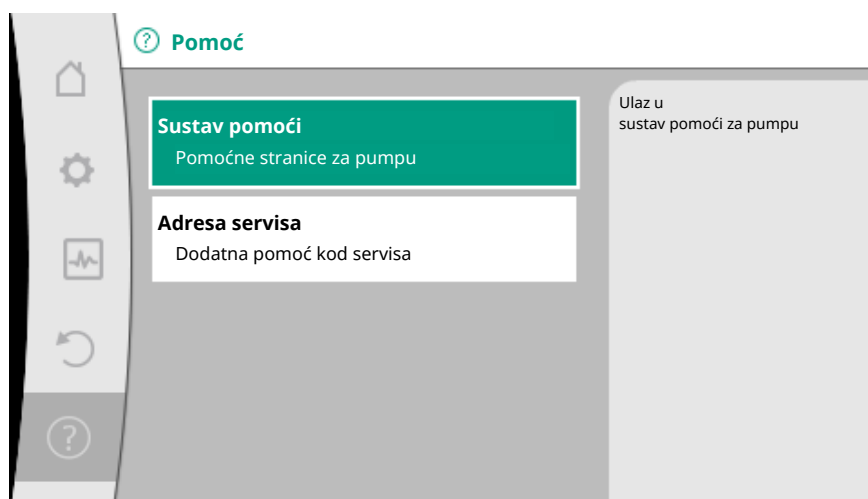 Pomoć
Sustav pomoći
Pomoćne stranice za pumpu
Adresa servisa
Dodatna pomoć kod servisa
Ulaz u
sustav pomoći za pumpu